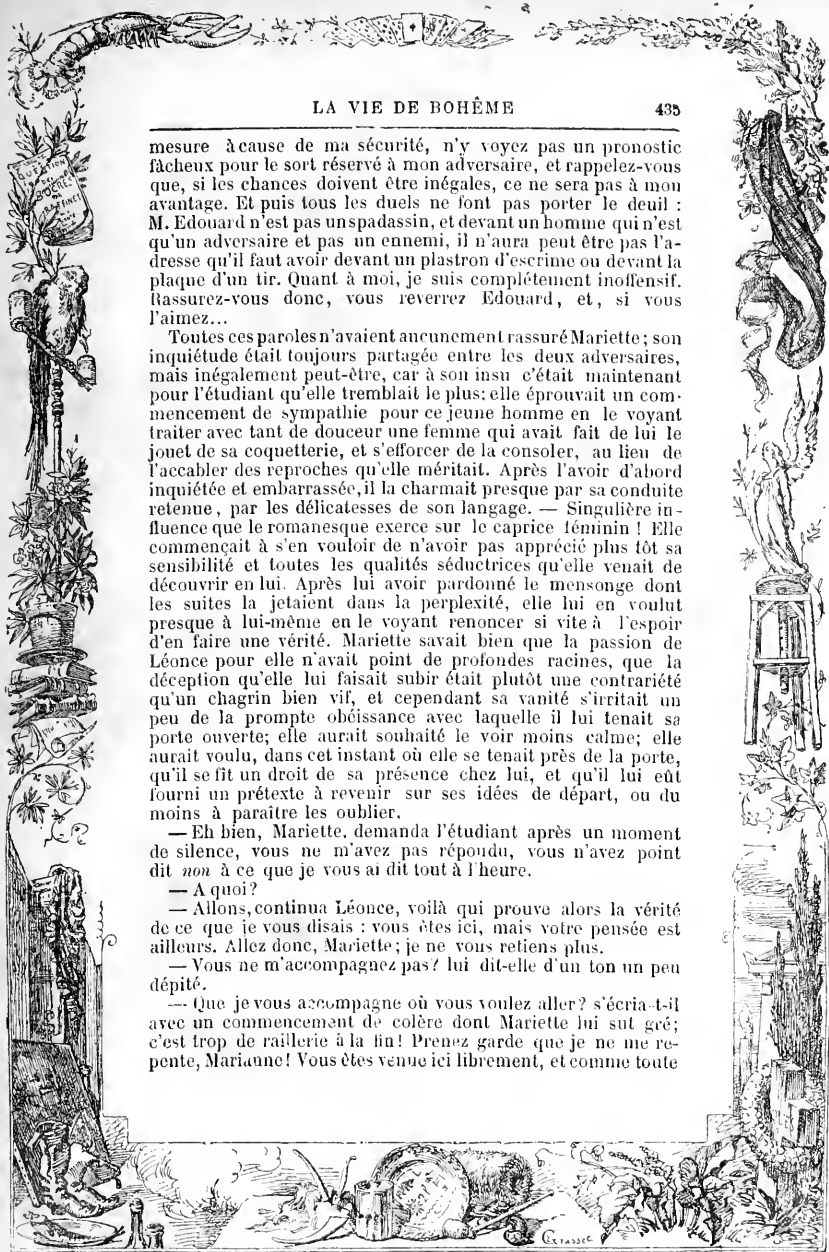 LA VIE DE BOHÊME 435
mesure à cause de ma sécurité, n'y voyez pas un pronostic
fâcheux pour le sort réservé à mon adversaire, et rappelez-vous
que, si les chances doivent être inégales, ce ne sera pas à mon
avantage. Et puis tous les duels ne font pas porter le deuil :
M. Edouard n'est pas un spadassin, et devant un homme qui n'est
qu'un adversaire et pas un ennemi, il n'aura peut être pas l'a-
dresse qu'il faut avoir devant un plastron d'escrime ou devant la
plaque d'un tir. Quant à moi, je suis complétement inoffensif.
Rassurez-vous donc, vous reverrez Edouard, et, si vous
l'aimez...
Toutes ces paroles n'avaient aucunement rassuré Mariette ; son
inquiétude était toujours partagée entre les deux adversaires,
mais inégalement peut-être, car à son insu c'était maintenant
pour l'étudiant qu'elle tremblait le plus: elle éprouvait un com-
mencement de sympathie pour ce jeune homme en le voyant
traiter avec tant de douceur une femme qui avait fait de lui le
jouet de sa coquetterie, et s'efforcer de la consoler, au lieu de
l'accabler des reproches qu'elle méritait. Après l'avoir d'abord
inquiétée et embarrassée, il la charmait presque par sa conduite
retenue, par les délicatesses de son langage. — Singulière in-
fluence que le romanesque exerce sur le caprice féminin ! Elle
commençait à s'en vouloir de n'avoir pas apprécié plus tôt sa
sensibilité et toutes les qualités séductrices qu'elle venait de
découvrir en lui. Après lui avoir pardonné le mensonge dont
les suites la jetaient dans la perplexité, elle lui en voulut
presque à lui-même en le voyant renoncer si vite à l'espoir
d'en faire une vérité. Mariette savait bien que la passion de
Léonce pour elle n'avait point de profondes racines, que la
déception qu'elle lui faisait subir était plutôt une contrariété
qu'un chagrin bien vif, et cependant sa vanité s'irritait un
peu de la prompte obéissance avec laquelle il lui tenait sa
porte ouverte; elle aurait souhaité le voir moins calme; elle
aurait voulu, dans cet instant où elle se tenait près de la porte,
qu'il se fît un droit de sa présence chez lui, et qu'il lui eût
fourni un prétexte à revenir sur ses idées de départ, ou du
moins à paraître les oublier.
— Eh bien, Mariette, demanda l'étudiant après un moment
de silence, vous ne m'avez pas répondu, vous n'avez point
dit non à ce que je vous ai dit tout à l'heure.
— A quoi ?
— Allons, continua Léonce, voilà qui prouve alors la vérité
de ce que je vous disais : vous êtes ici, mais votre pensée est
ailleurs. Allez donc, Mariette ; je ne vous retiens plus.
— Vous ne m'accompagnez pas ? lui dit-elle d'un ton un peu
dépité.
— Que je vous accompagne où vous voulez aller ? s'écria-t-il
avec un commencement de colère dont Mariette lui sut gré;
c'est trop de raillerie à la fin ! Prenez garde que je ne me re-
pente, Marianne ! Vous êtes venue ici librement, et comme toute